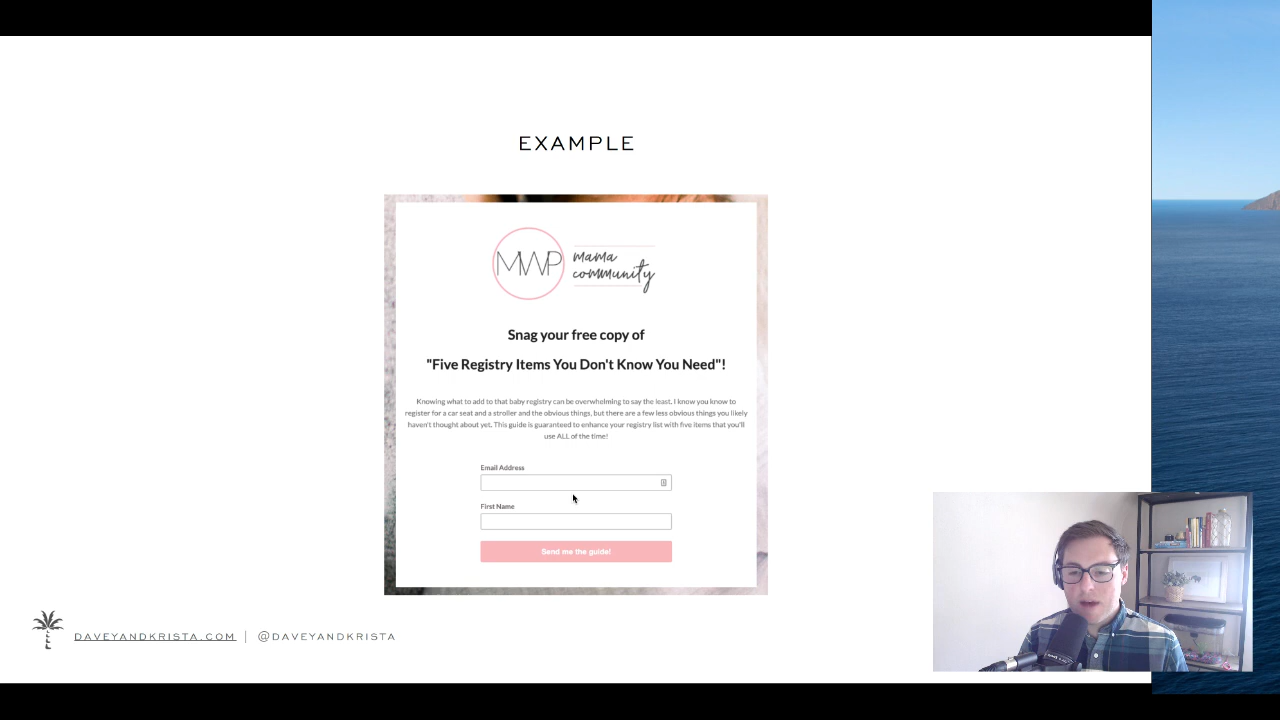 EXAMPLE
MWP
mama
community
Snag your free copy of
"Five Registry Items You Don't Know You Need"!
Knowing what to add to that baby registry can be overwhelming to say the least. I know you know to
register for a car seat and a stroller and the obvious things, but there are a few less obvious things you likely
haven't thought about yet. This guide is guaranteed to enhance your registry list with five items that you'll
use ALL of the time!
Email Address
First Name
Send me the guide!
DAVEYANDKRISTA.COM | @DAVEYANDKRISTA